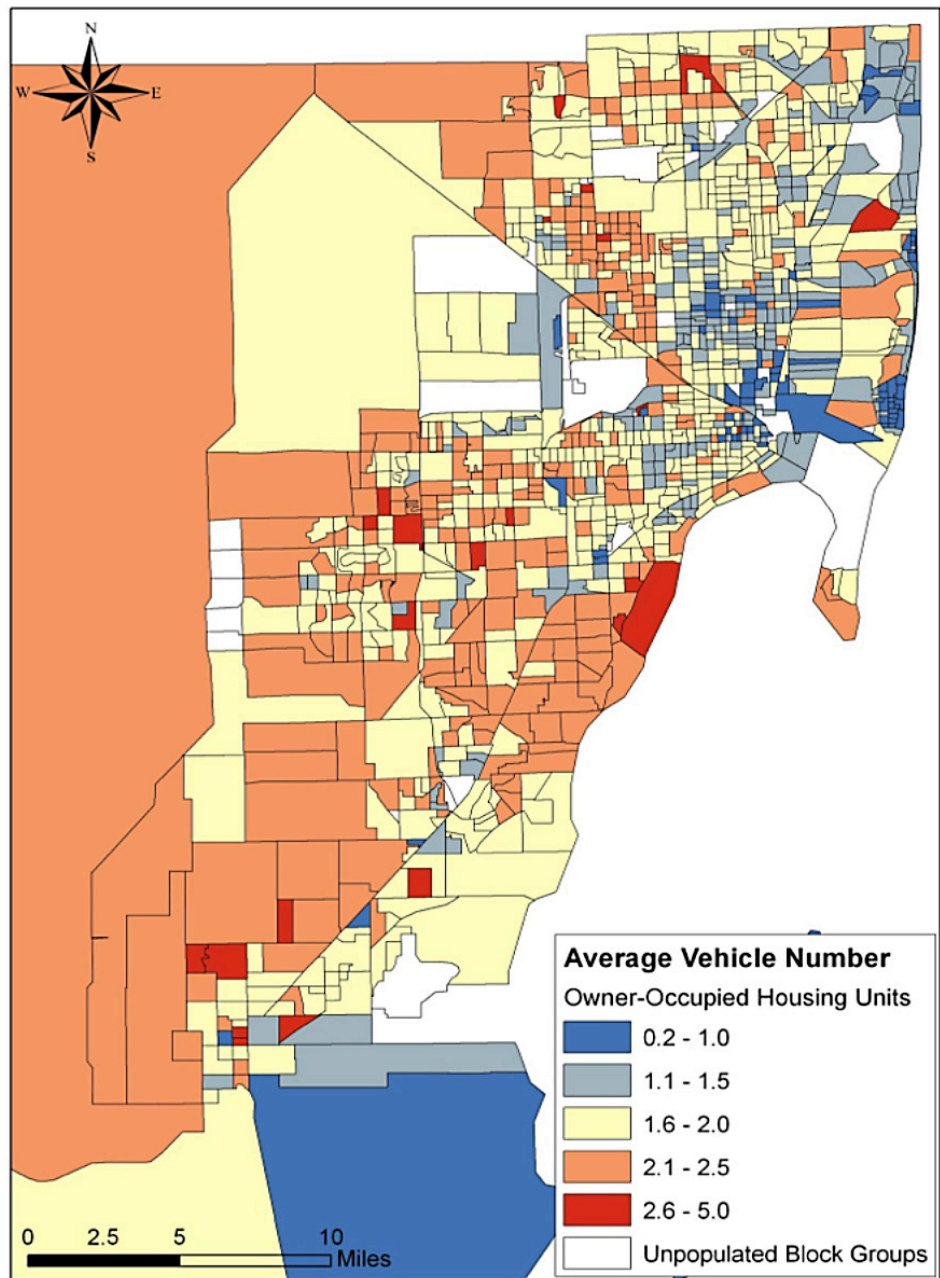 N
W E
S
Average Vehicle Number
Owner-Occupied Housing Units
0.2 - 1.0
1.1 - 1.5
1.6 - 2.0
2.1 - 2.5
2.6 - 5.0
Unpopulated Block Groups
0 2.5 5 10
Miles